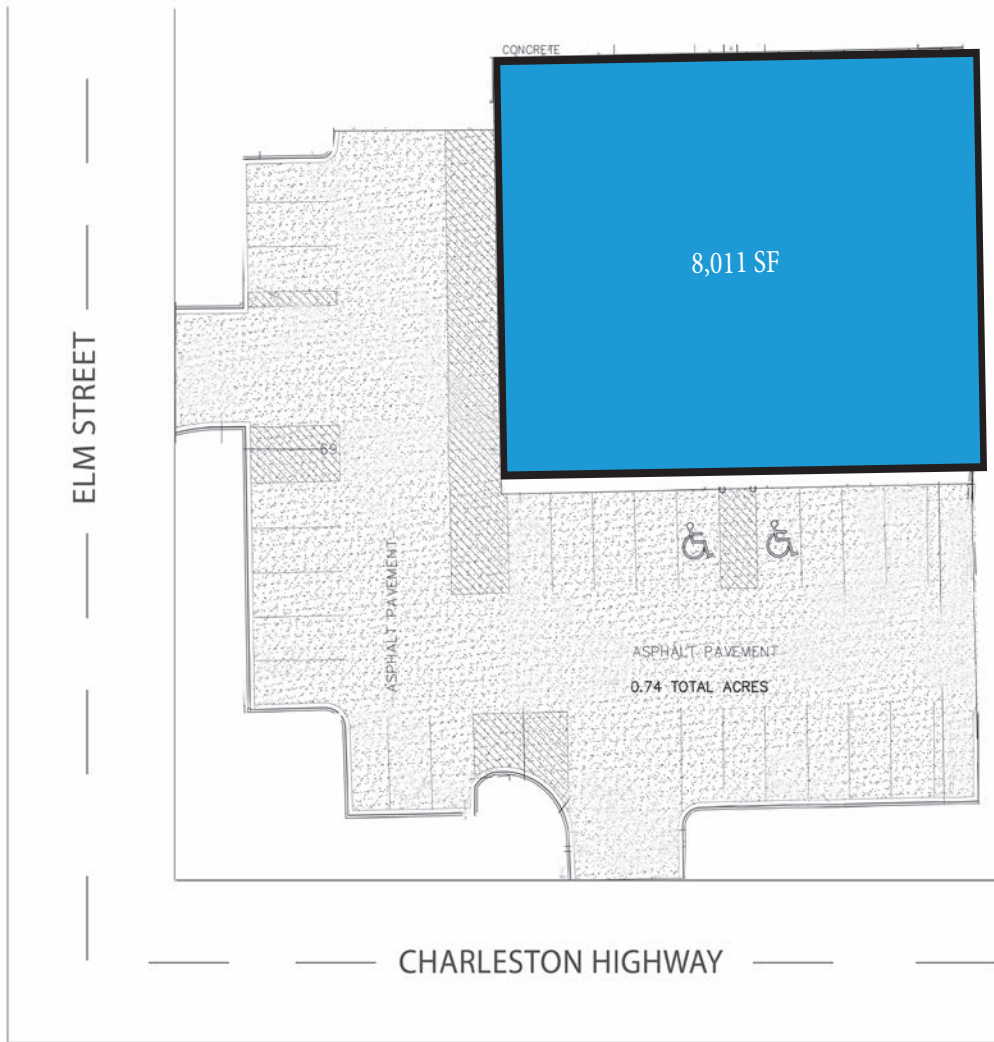 CONCRETE
8,011 SF
ELM STREET
69
ASPHALT PAVEMENT
ASPHALT PAVEMENT
0.74 TOTAL ACRES
CHARLESTON HIGHWAY